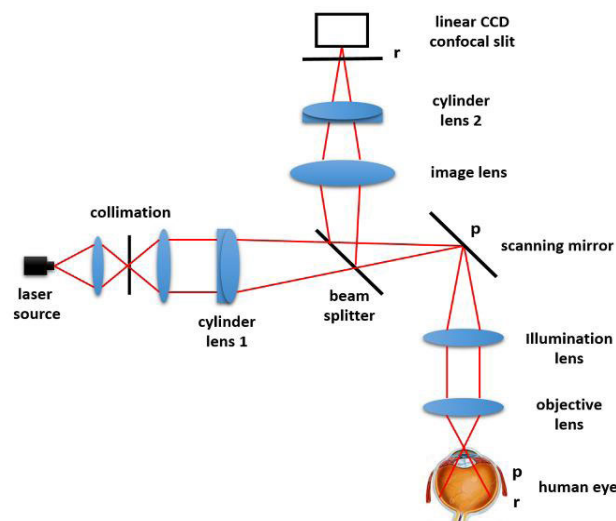 linear CCD
confocal slit
r
cylinder
lens 2
image lens
collimation
p
scanning mirror
laser
source
cylinder
lens 1
beam
splitter
Illumination
lens
objective
lens
p
human eye
r